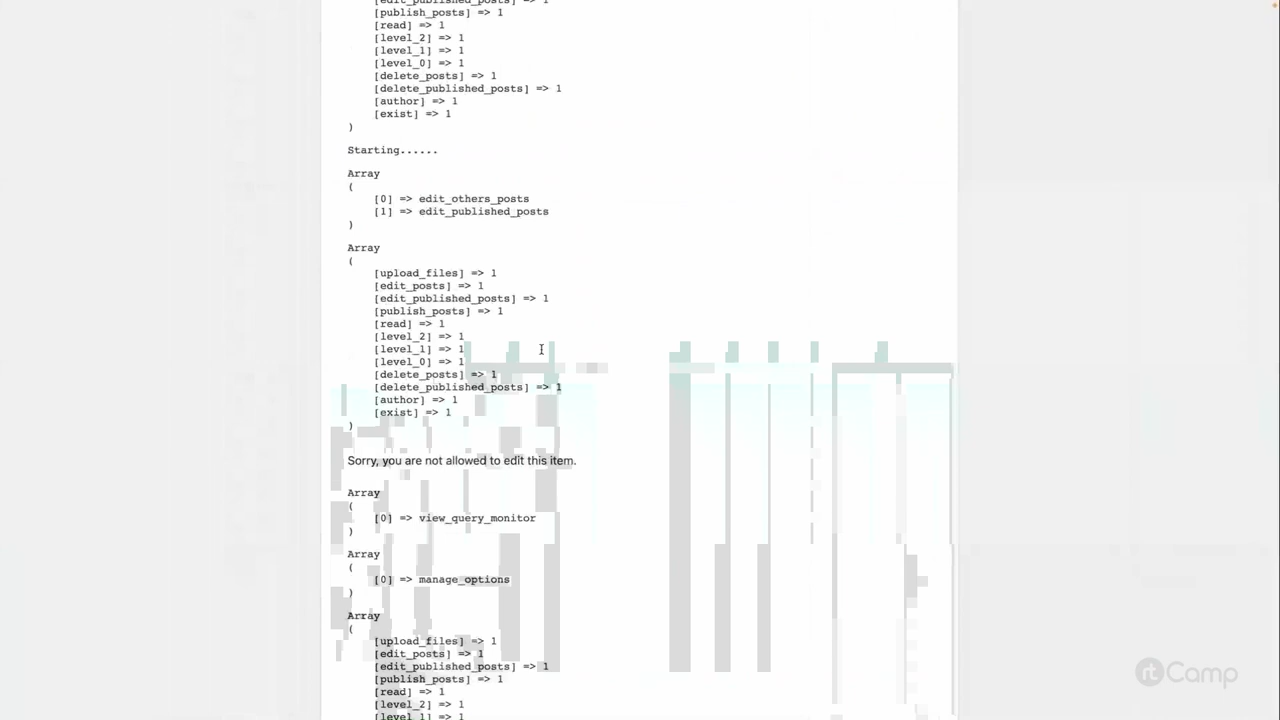 [edit_published_posts] => 1
[publish_posts] => 1
[read] => 1
[level_2] => 1
[level_1] => 1
[level_0] => 1
[delete_posts] => 1
[delete_published_posts] => 1
[author] => 1
[exist] => 1
)
Starting......
Array
(
[0] => edit_others_posts
[1] => edit_published_posts
)
Array
(
[upload_files] => 1
[edit_posts] => 1
[edit_published_posts] => 1
[publish_posts] => 1
[read] => 1
[level_2] => 1
[level_1] => 1
[level_0] => 1
[delete_posts] => 1
[delete_published_posts] => 1
[author] => 1
[exist] => 1
)
Sorry, you are not allowed to edit this item.
Array
(
[0] => view_query_monitor
)
Array
(
[0] => manage_options
)
Array
(
[upload_files] => 1
[edit_posts] => 1
[edit_published_posts] => 1
[publish_posts] => 1
[read] => 1
[level_2] => 1
[level_1] => 1
rtCamp